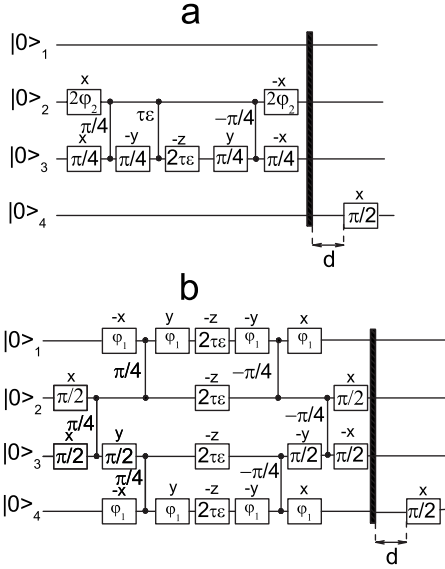 a
|0>1
x -x
|0>2 2φ2 2φ2
π/4 τε −π/4
x -y -z y -x
|0>3 π/4 π/4 2τε π/4 π/4
x
|0>4 π/2
d
b
-x y -z -y x
|0>1 φ1 φ1 2τε φ1 φ1
π/4 −π/4
x -z x
|0>2 π/2 2τε π/2
π/4 −π/4
x y -z -y -x
|0>3 π/2 π/2 2τε π/2 π/2
π/4 −π/4
-x y -z -y x x
|0>4 φ1 φ1 2τε φ1 φ1 π/2
d